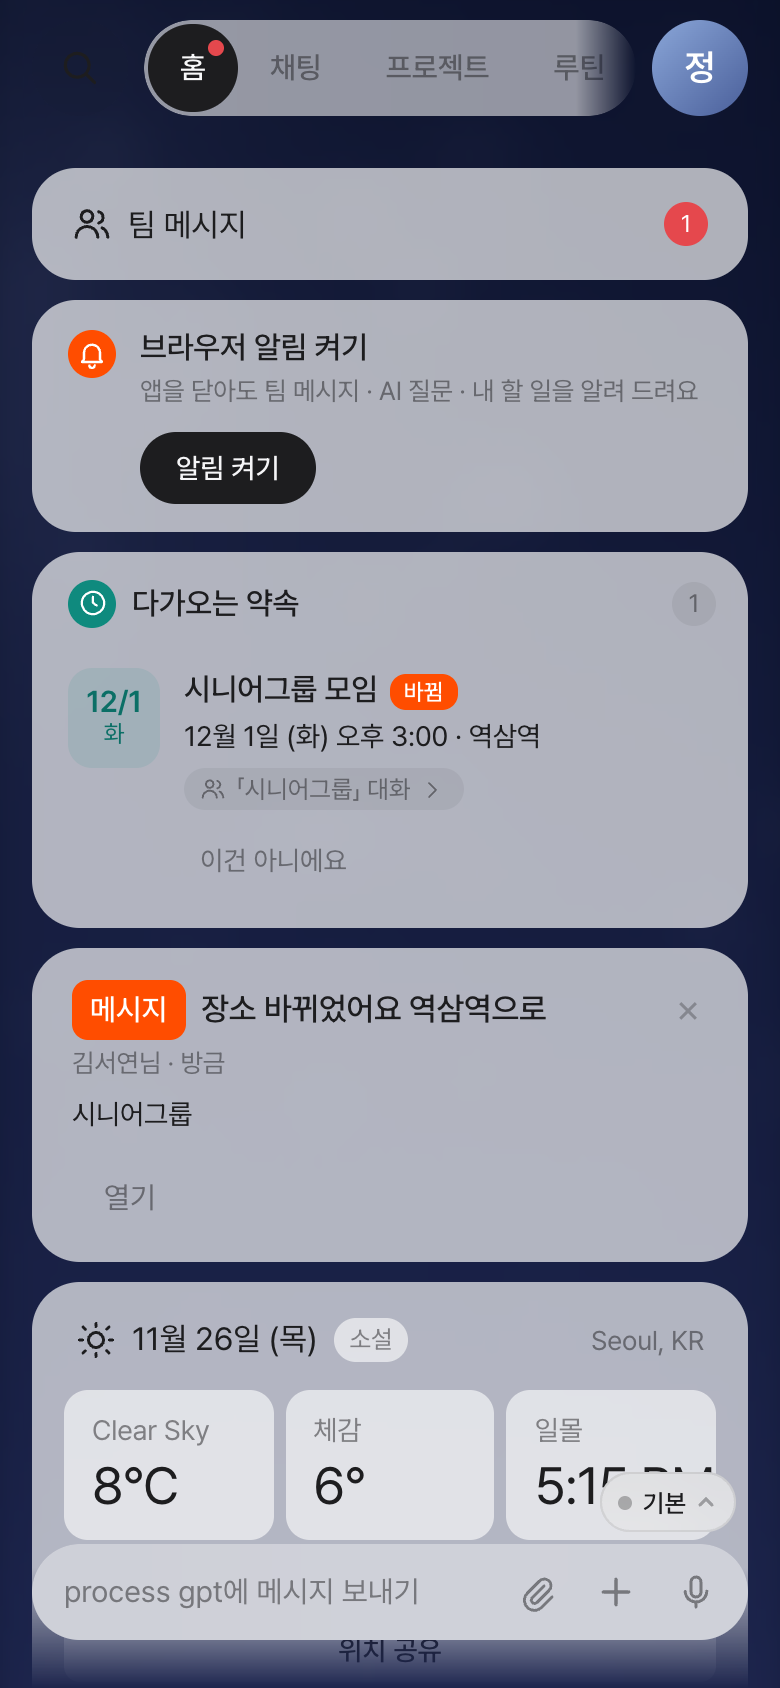 홈 채팅 프로젝트 루틴 정
팀 메시지 1
브라우저 알림 켜기
앱을 닫아도 팀 메시지 · AI 질문 · 내 할 일을 알려 드려요
알림 켜기
다가오는 약속 1
12/1
화
시니어그룹 모임 바뀜
12월 1일 (화) 오후 3:00 · 역삼역
「시니어그룹」 대화
이건 아니에요
메시지 장소 바뀌었어요 역삼역으로
김서연님 · 방금
시니어그룹
열기
11월 26일 (목) 소설 Seoul, KR
Clear Sky 체감 일몰
8°C 6° 5:15 PM
기본
process gpt에 메시지 보내기
위치 공유